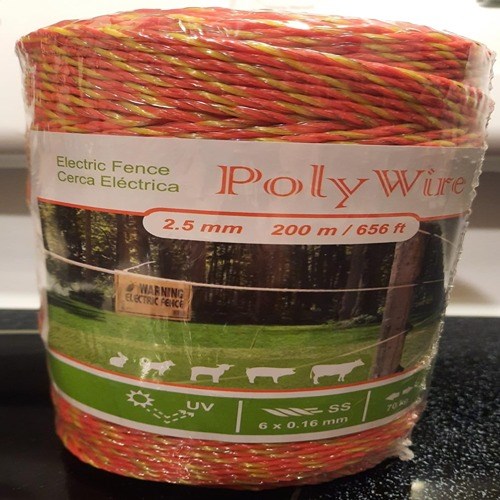 Electric Fence
Cerca Eléctrica
PolyWire
2.5 mm 200 m / 656 ft
WARNING
ELECTRIC FENCE
UV
SS
6 x 0.16 mm